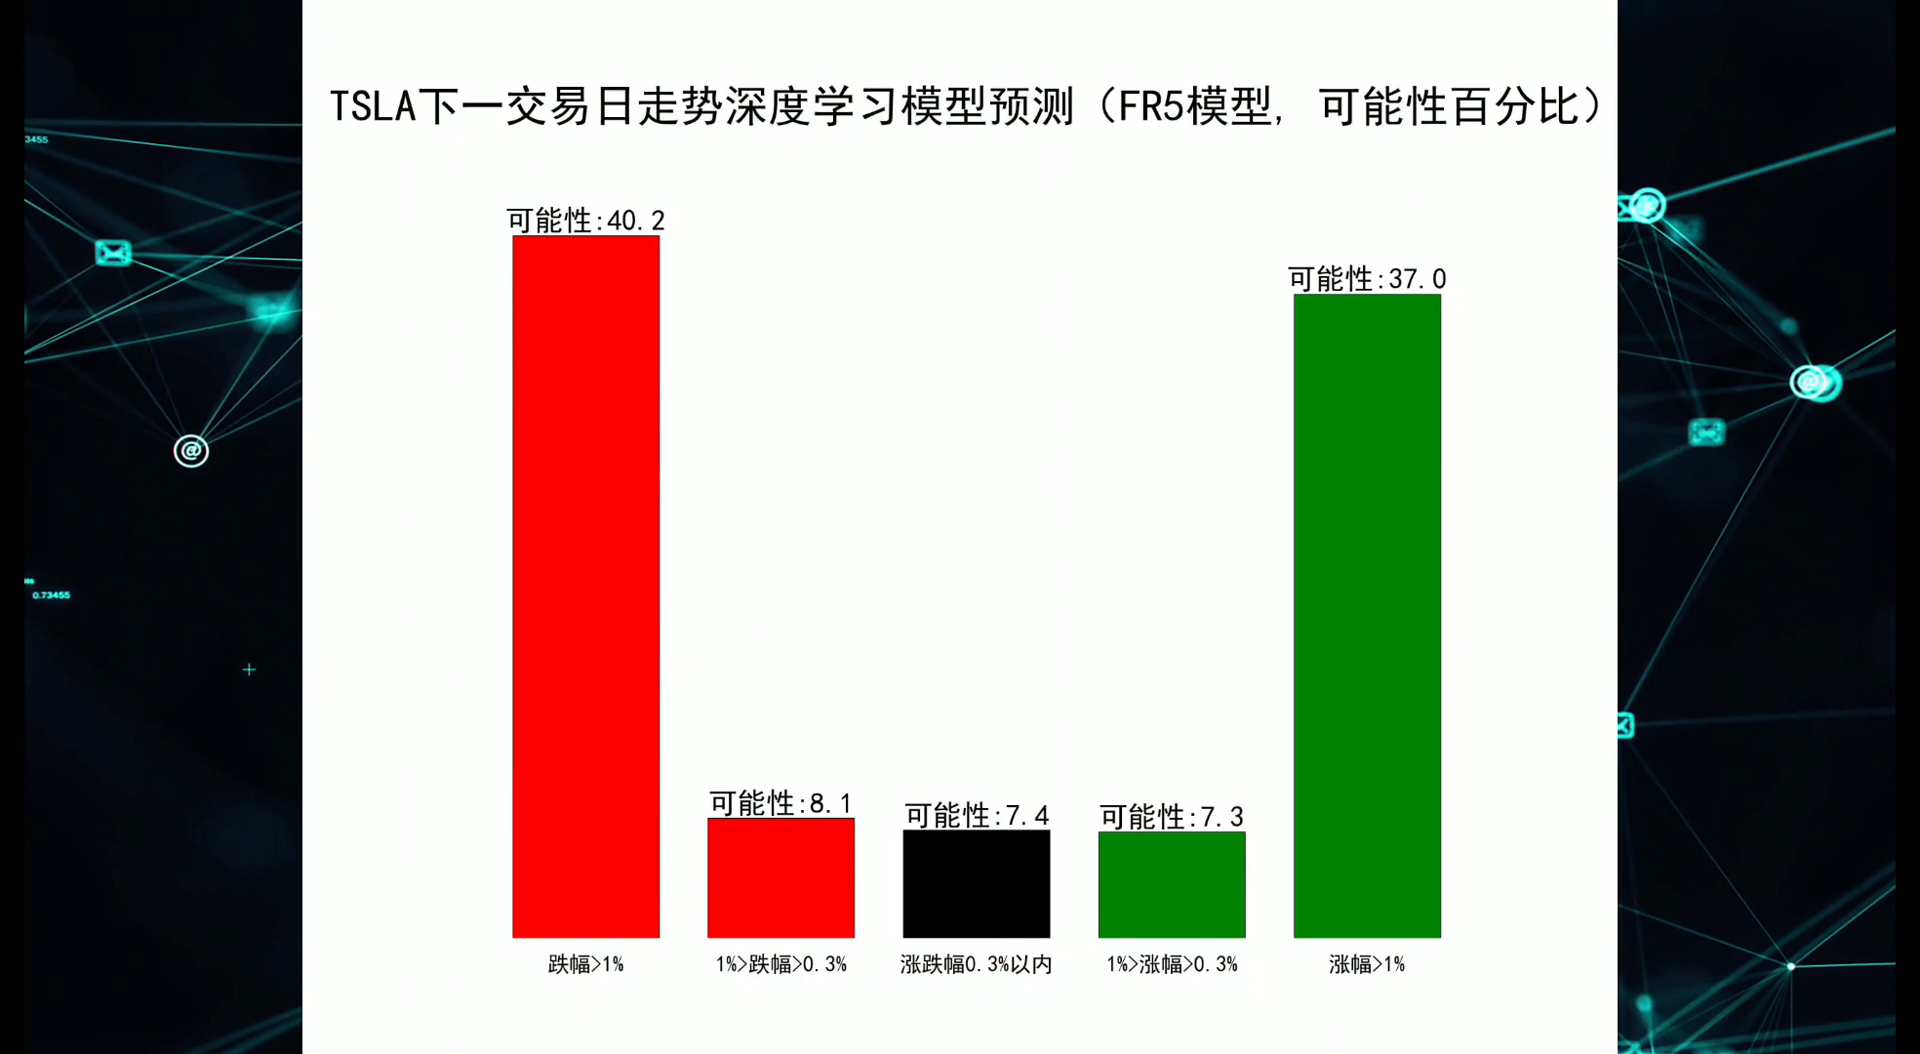 TSLA下一交易日走势深度学习模型预测（FR5模型, 可能性百分比）
可能性:40.2
可能性:37.0
可能性:8.1
可能性:7.4
可能性:7.3
跌幅>1%
1%>跌幅>0.3%
涨跌幅0.3%以内
1%>涨幅>0.3%
涨幅>1%
3455
0.73455